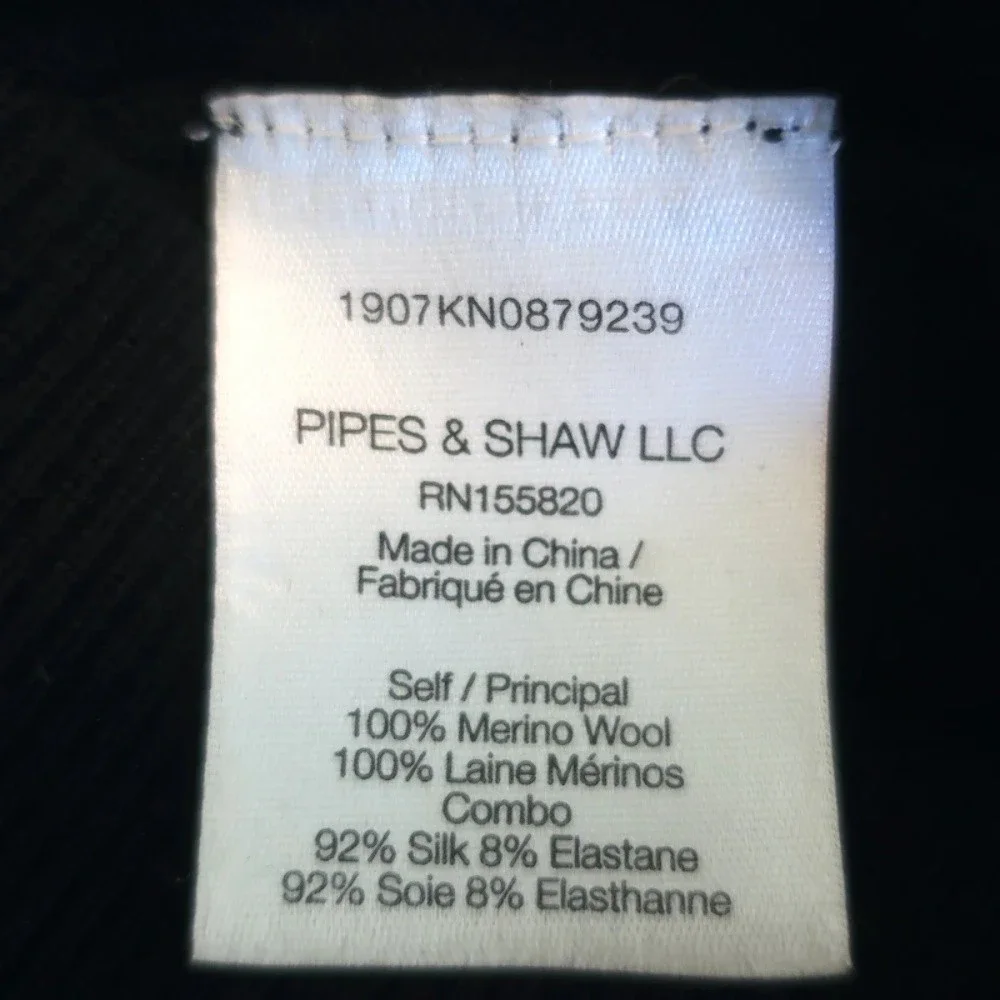 1907KN0879239
PIPES & SHAW LLC
RN155820
Made in China /
Fabriqué en Chine
Self / Principal
100% Merino Wool
100% Laine Mérinos
Combo
92% Silk 8% Elastane
92% Soie 8% Elasthanne